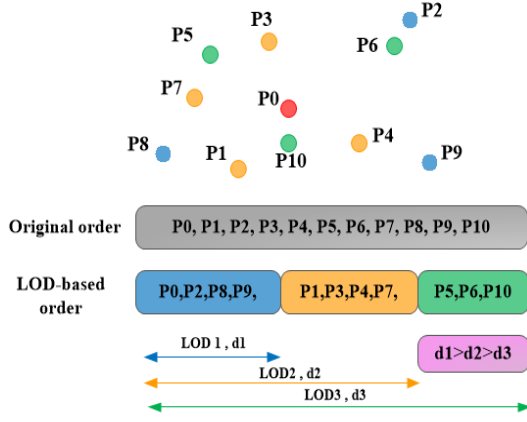 P2
P3
P5
P6
P7
P0
P8
P1
P10
P4
P9
Original order
P0, P1, P2, P3, P4, P5, P6, P7, P8, P9, P10
LOD-based
order
P0,P2,P8,P9,
P1,P3,P4,P7,
P5,P6,P10
LOD 1 , d1
d1>d2>d3
LOD2 , d2
LOD3 , d3